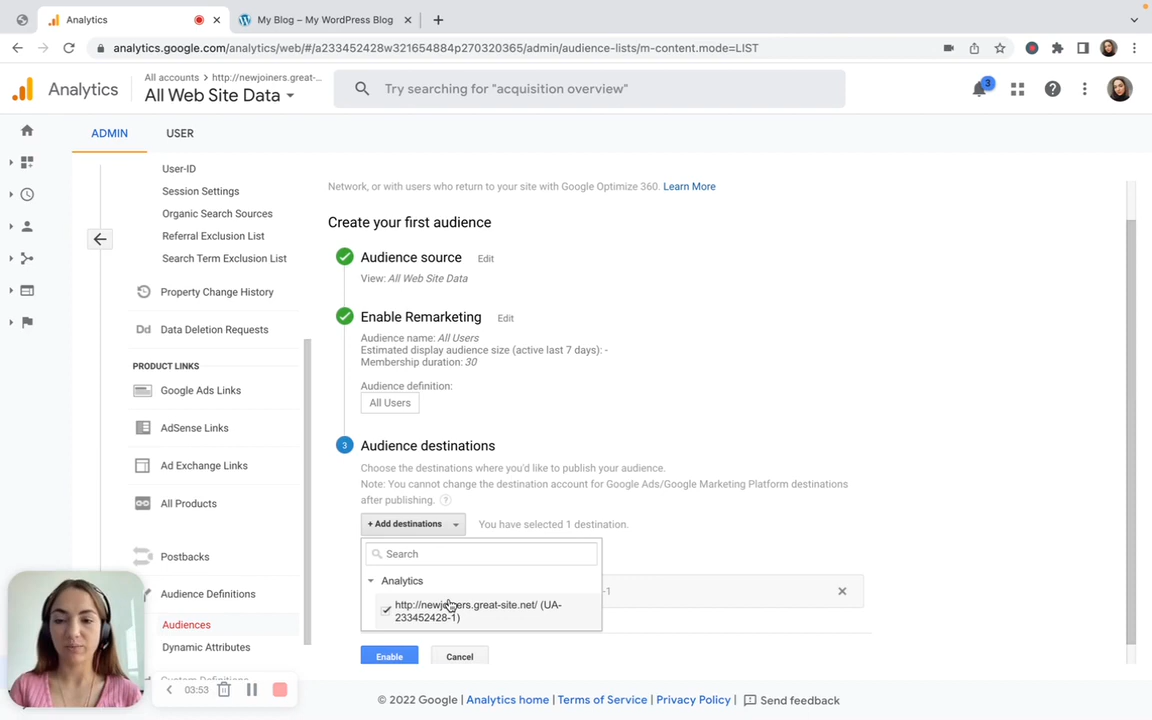 Analytics
My Blog – My WordPress Blog
analytics.google.com/analytics/web/#/a233452428w321654884p270320365/admin/audience-lists/m-content.mode=LIST
Analytics
All accounts > http://newjoiners.great-...
All Web Site Data
Try searching for "acquisition overview"
3
ADMIN
USER
User-ID
Session Settings
Organic Search Sources
Referral Exclusion List
Search Term Exclusion List
Property Change History
Dd Data Deletion Requests
PRODUCT LINKS
Google Ads Links
AdSense Links
Ad Exchange Links
All Products
Postbacks
Audience Definitions
Audiences
Dynamic Attributes
Custom Definitions
03:53
Network, or with users who return to your site with Google Optimize 360. Learn More
Create your first audience
Audience source Edit
View: All Web Site Data
Enable Remarketing Edit
Audience name: All Users
Estimated display audience size (active last 7 days): -
Membership duration: 30
Audience definition:
All Users
3 Audience destinations
Choose the destinations where you'd like to publish your audience.
Note: You cannot change the destination account for Google Ads/Google Marketing Platform destinations
after publishing. ?
+ Add destinations
You have selected 1 destination.
Search
Analytics
http://newjoiners.great-site.net/ (UA-
233452428-1)
-1
Enable
Cancel
© 2022 Google | Analytics home | Terms of Service | Privacy Policy | Send feedback